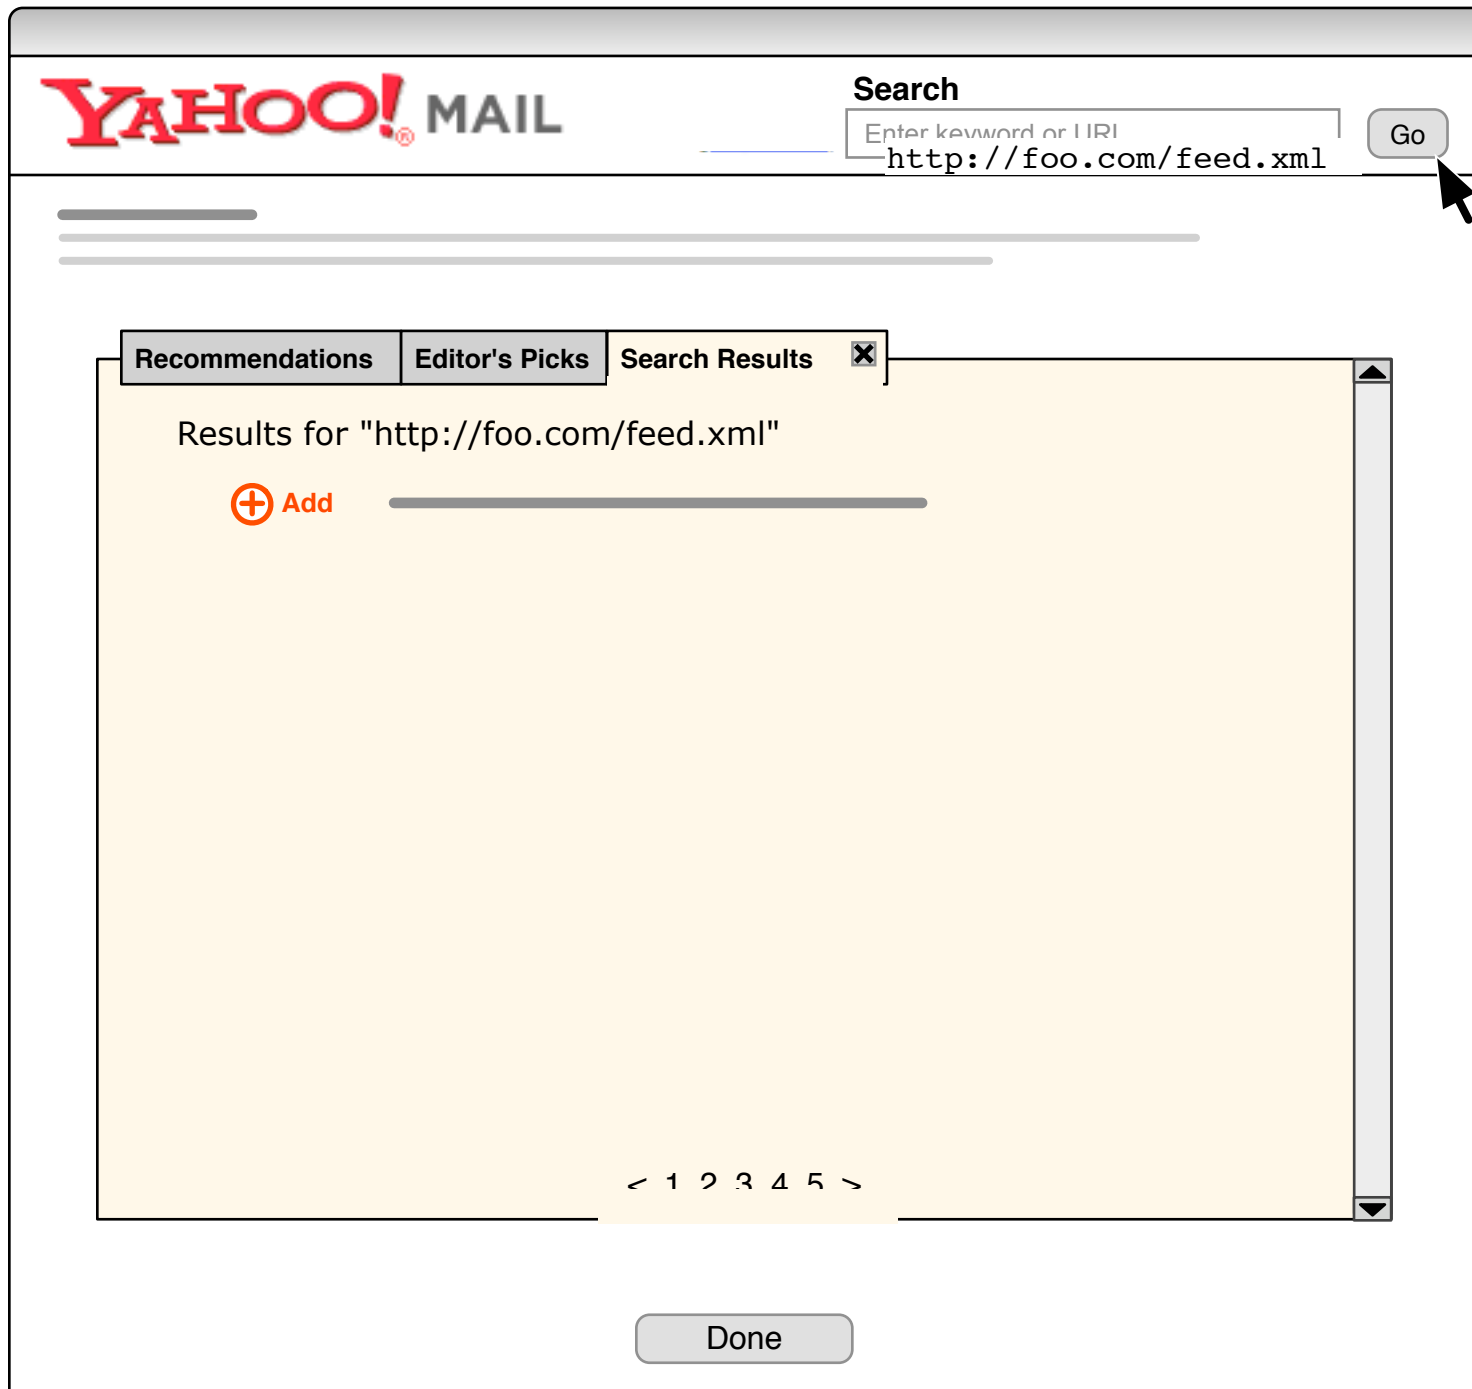 YAHOO!® MAIL
Search
Enter keyword or URL
http://foo.com/feed.xml
Go
Recommendations
Editor's Picks
Search Results
Results for "http://foo.com/feed.xml"
Add
< 1 2 3 4 5 >
Done